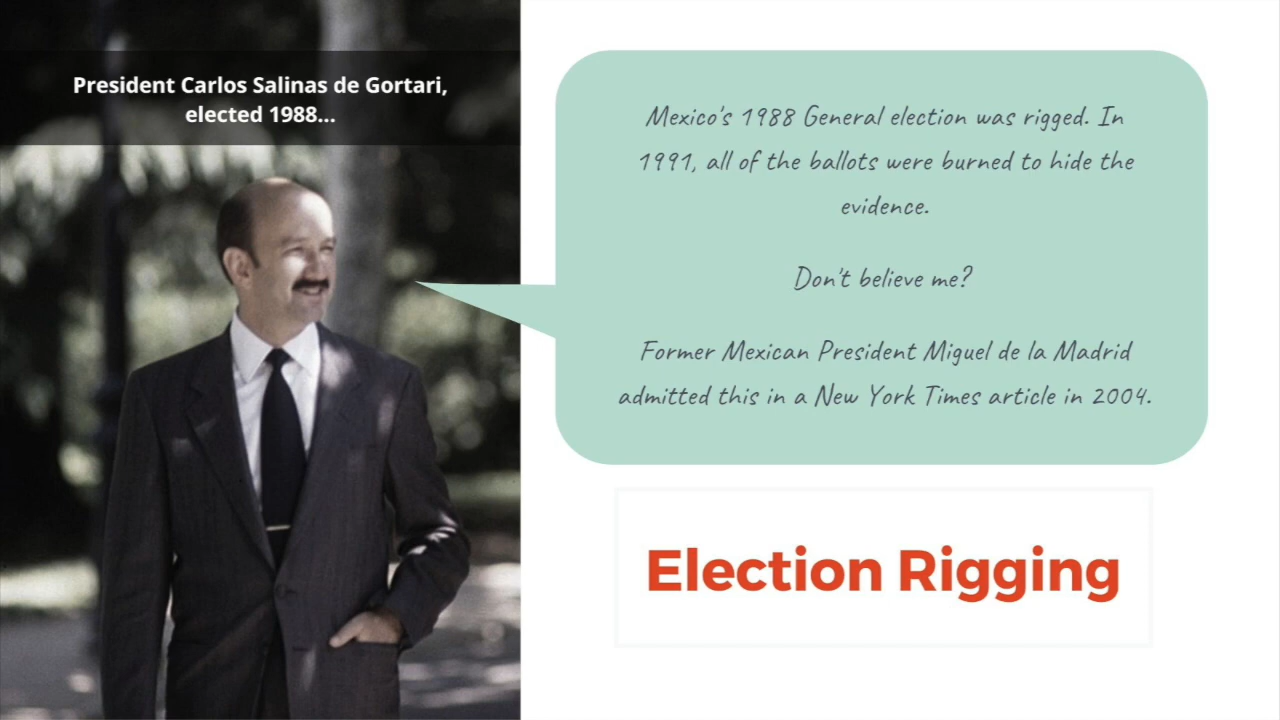 President Carlos Salinas de Gortari,
elected 1988...
Mexico's 1988 General election was rigged. In
1991, all of the ballots were burned to hide the
evidence.
Don't believe me?
Former Mexican President Miguel de la Madrid
admitted this in a New York Times article in 2004.
Election Rigging